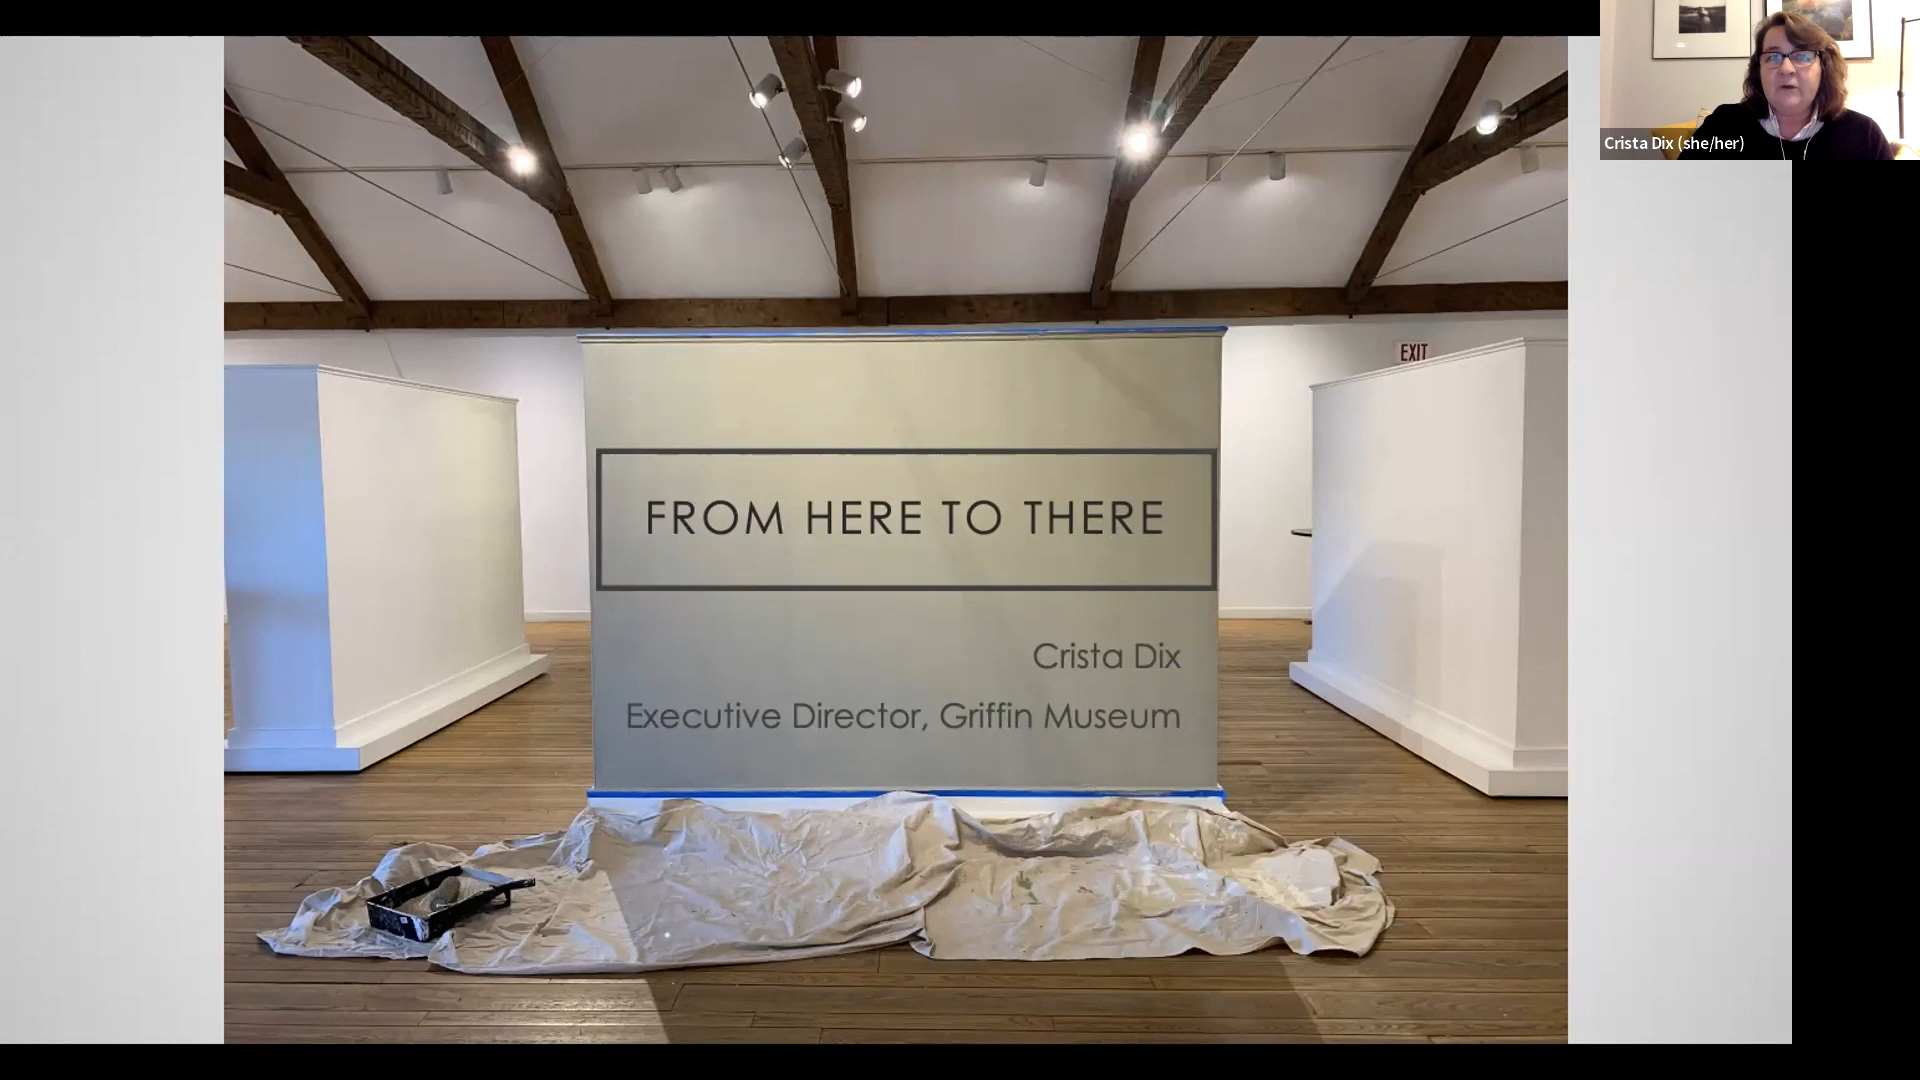 Crista Dix (she/her)
EXIT
FROM HERE TO THERE
Crista Dix
Executive Director, Griffin Museum